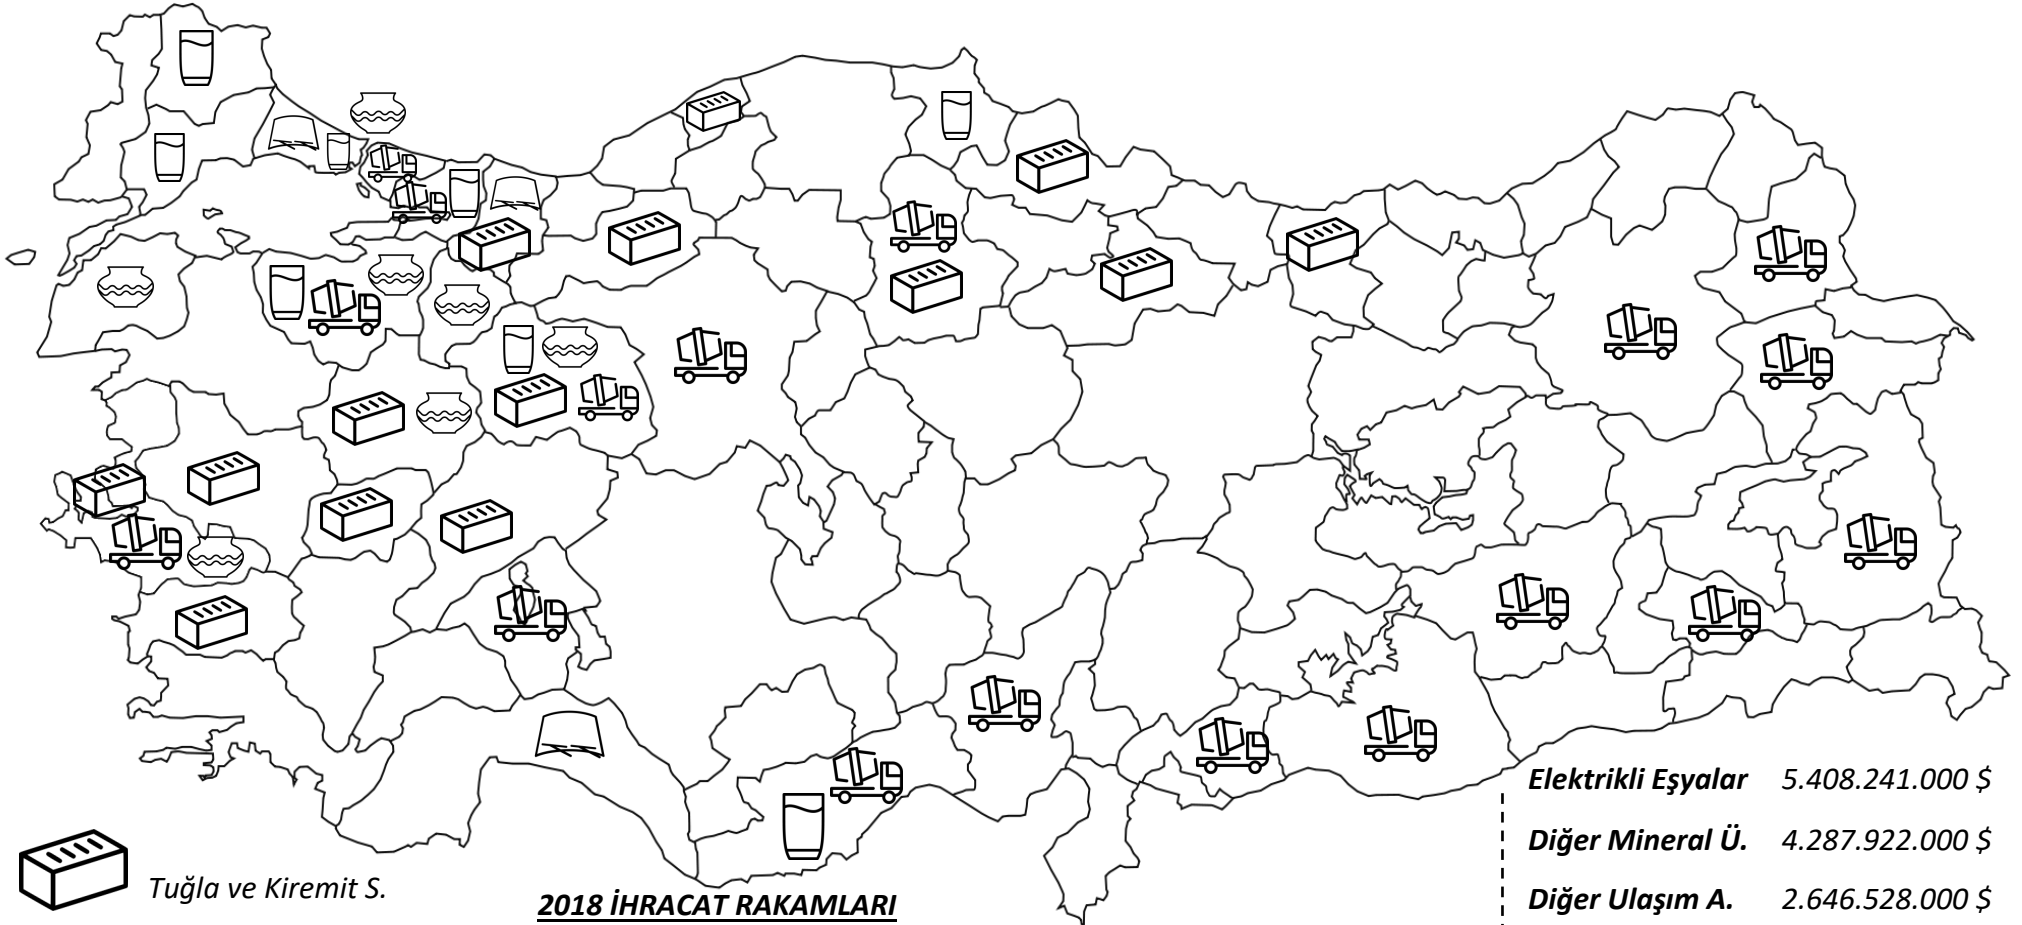 Elektrikli Eşyalar 5.408.241.000 $
Diğer Mineral Ü. 4.287.922.000 $
Diğer Ulaşım A. 2.646.528.000 $
Tuğla ve Kiremit S.
2018 İHRACAT RAKAMLARI